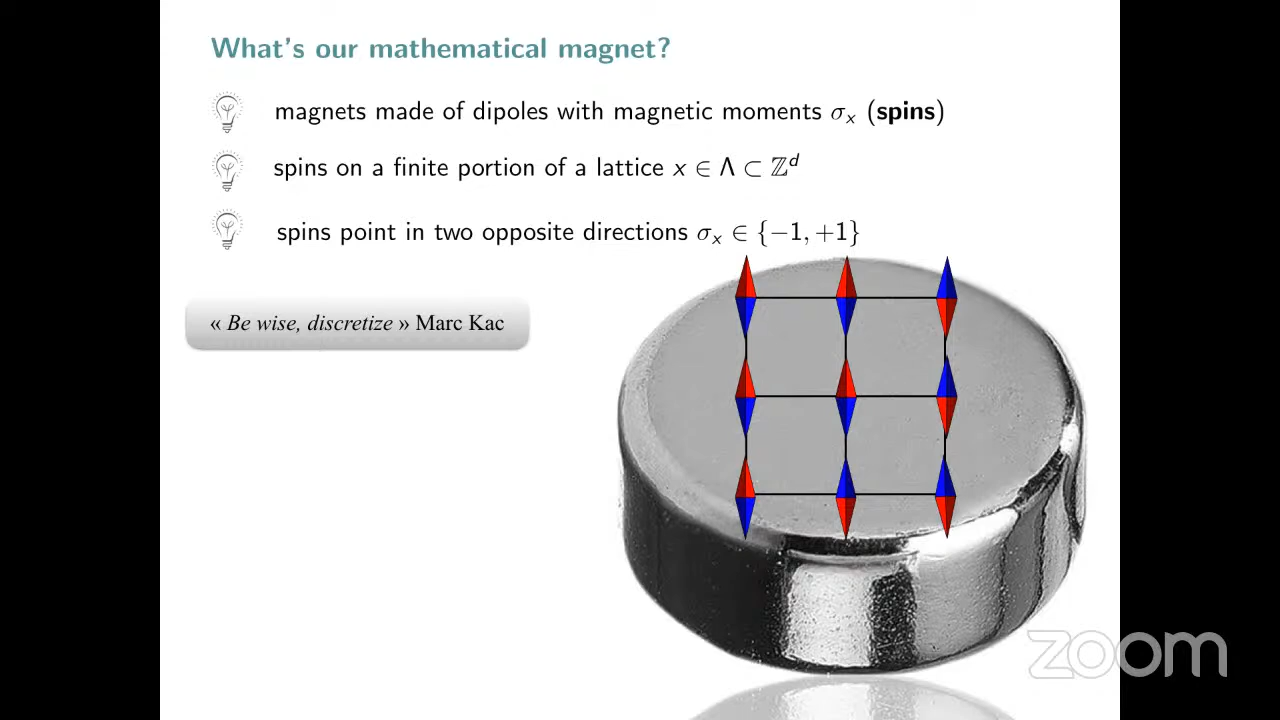 What's our mathematical magnet?
magnets made of dipoles with magnetic moments σₓ (spins)
spins on a finite portion of a lattice x ∈ Λ ⊂ ℤᵈ
spins point in two opposite directions σₓ ∈ {−1, +1}
« Be wise, discretize » Marc Kac
zoom